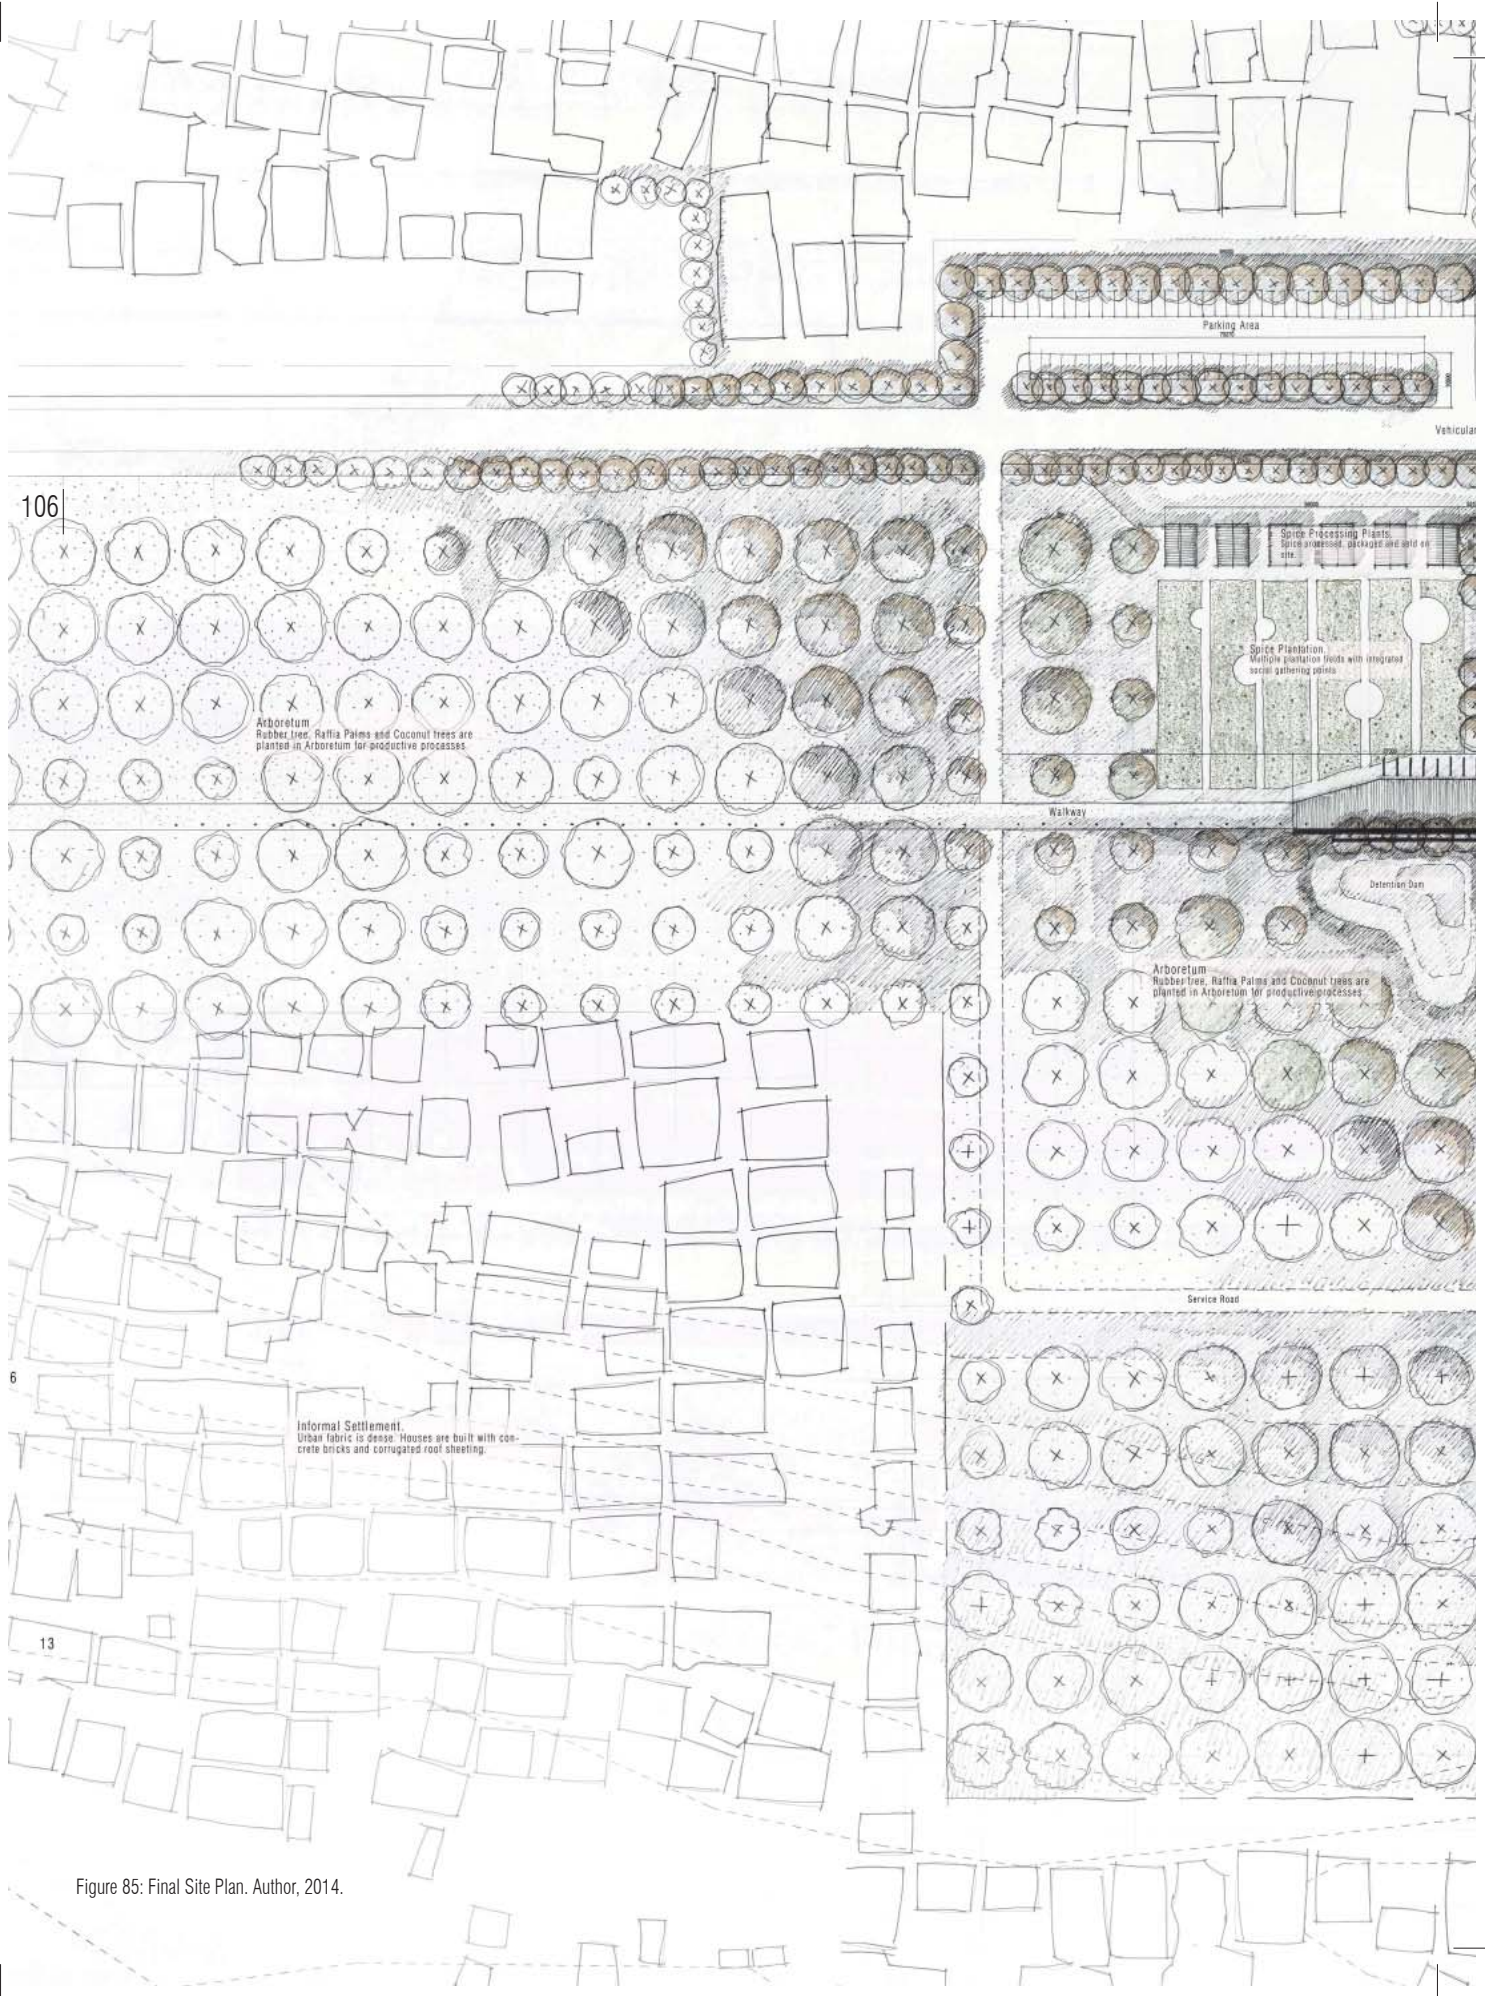 Parking Area
Vehicular
106
Spice Processing Plants.
Spice processed, packaged and sold on
site.
Spice Plantation.
Multiple plantation fields with integrated
social gathering points
Arboretum
Rubber tree, Raffia Palms and Coconut trees are
planted in Arboretum for productive processes
Walkway
Detention Dam
Arboretum
Rubber tree, Raffia Palms and Coconut trees are
planted in Arboretum for productive processes
Service Road
6
Informal Settlement.
Urban fabric is dense. Houses are built with con-
crete bricks and corrugated roof sheeting.
13
Figure 85: Final Site Plan. Author, 2014.